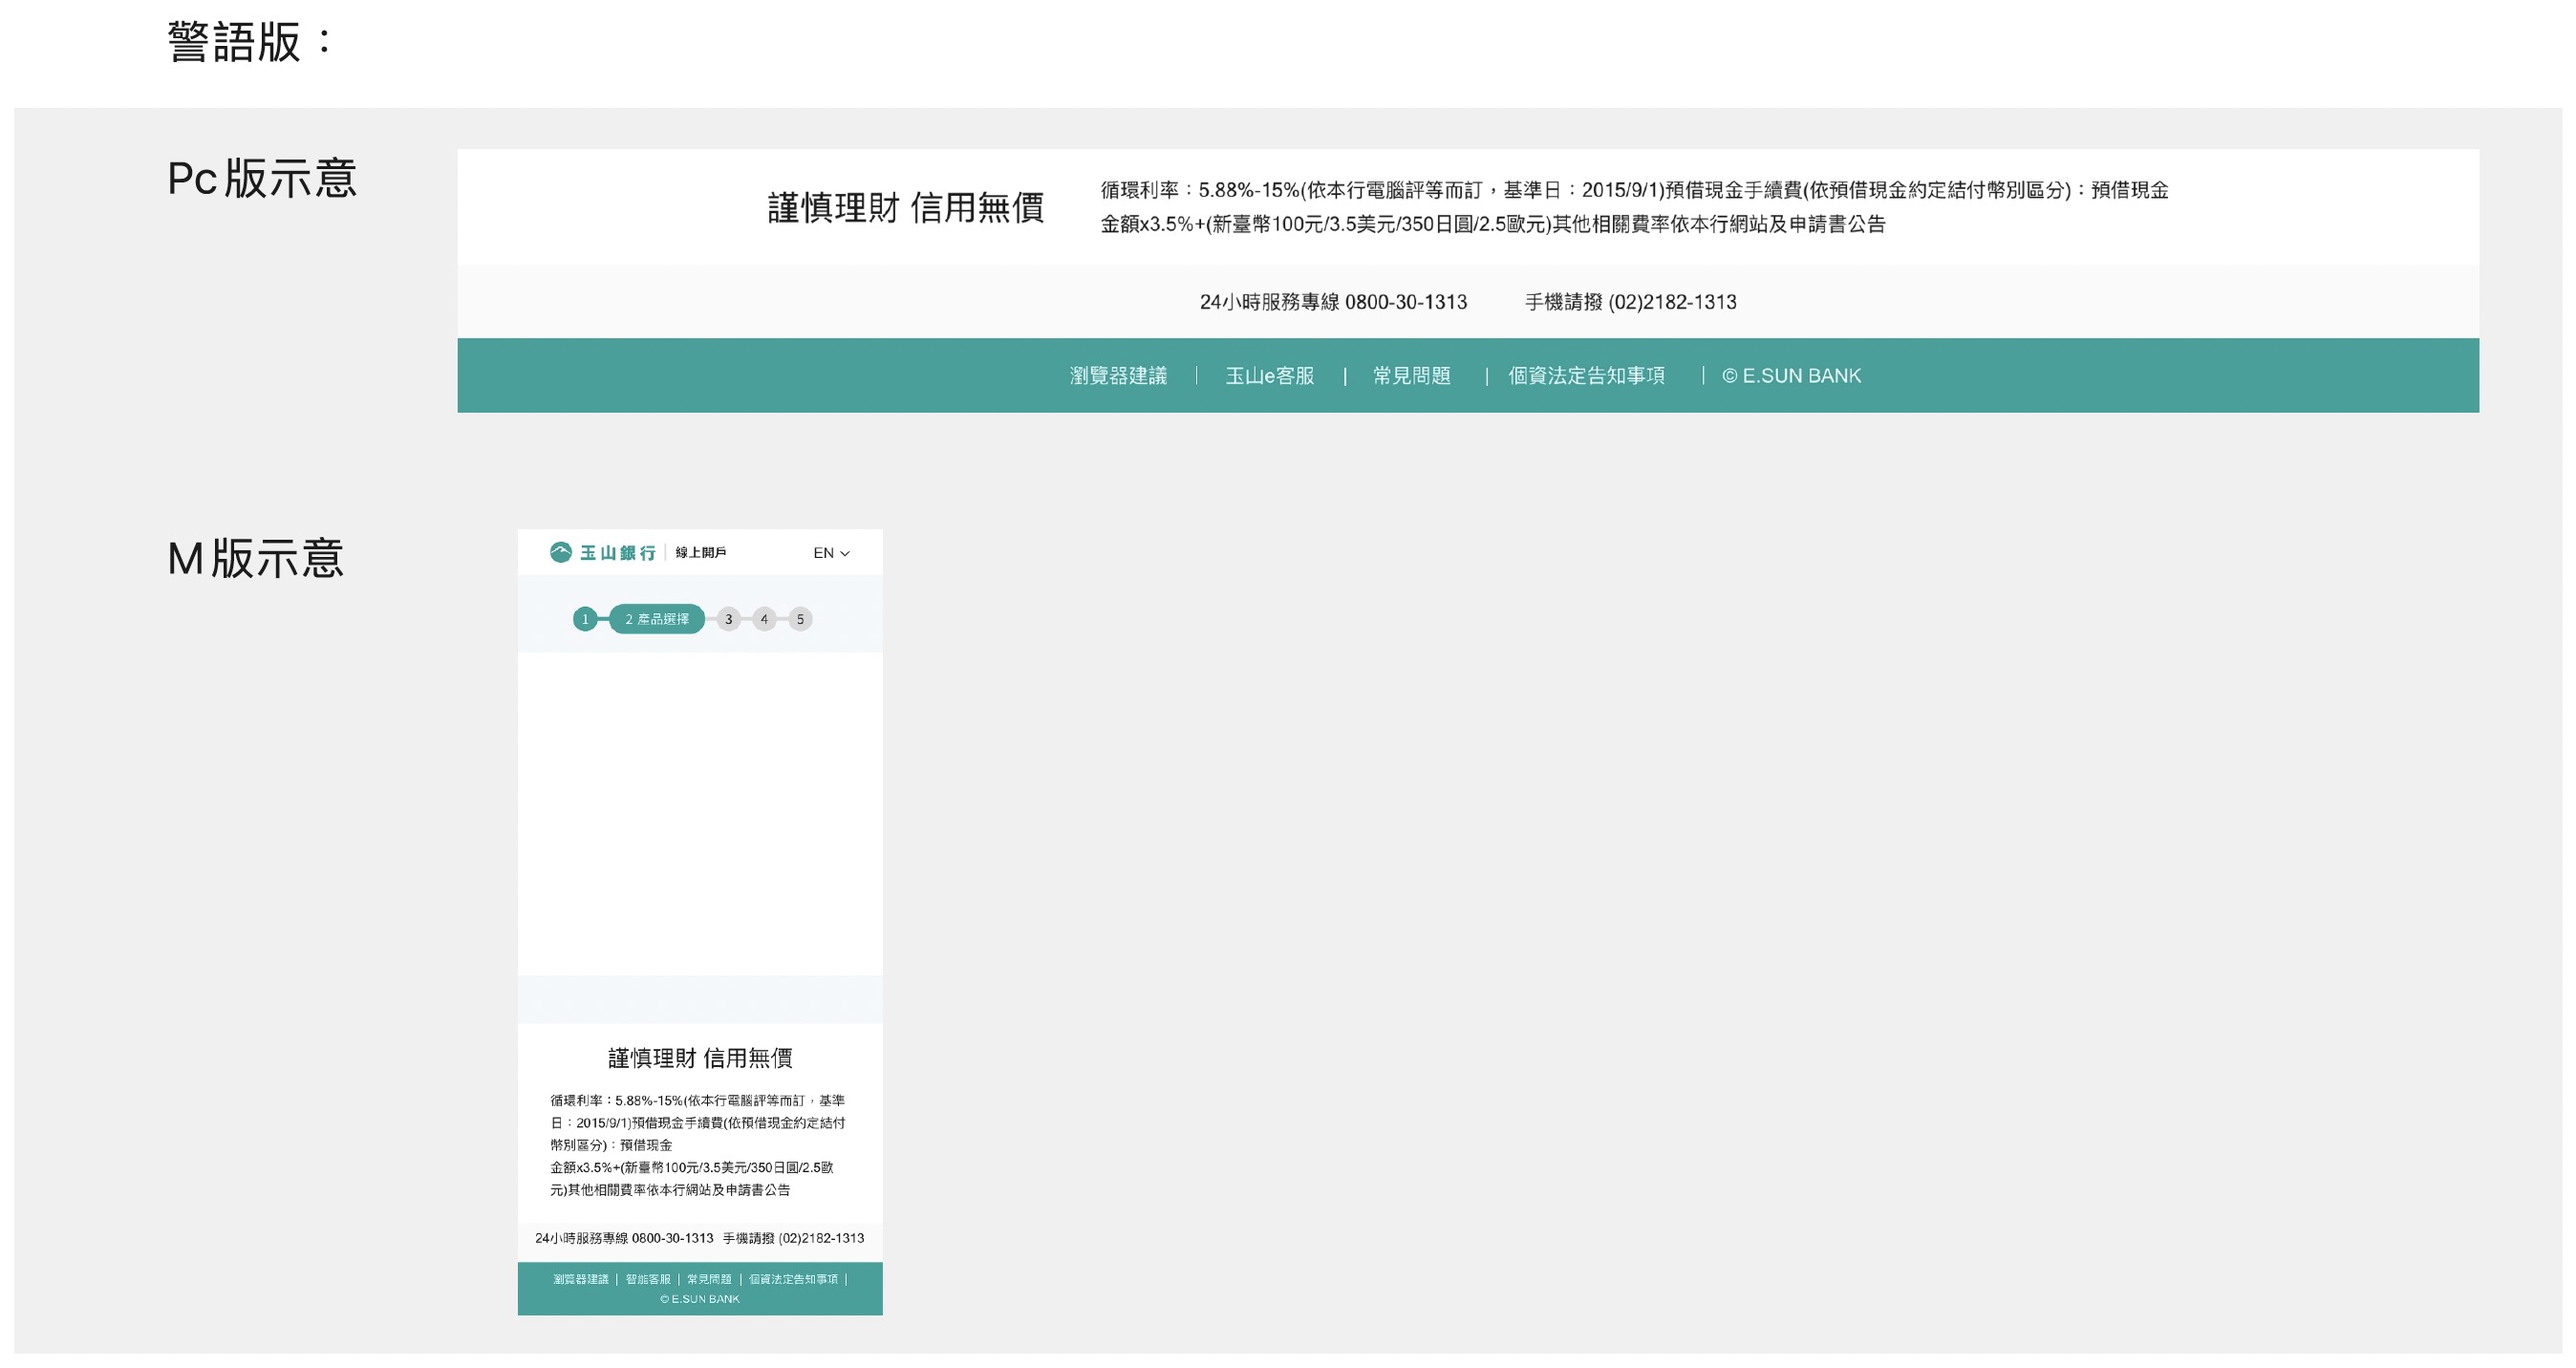 警語版：
Pc版示意
謹慎理財 信用無價
循環利率：5.88%-15%(依本行電腦評等而訂，基準日：2015/9/1)預借現金手續費(依預借現金約定結付幣別區分)：預借現金
金額x3.5%+(新臺幣100元/3.5美元/350日圓/2.5歐元)其他相關費率依本行網站及申請書公告
24小時服務專線 0800-30-1313 手機請撥 (02)2182-1313
瀏覽器建議 | 玉山e客服 | 常見問題 | 個資法定告知事項 | © E.SUN BANK
M版示意
玉山銀行 | 線上開戶 EN
1 2 產品選擇 3 4 5
謹慎理財 信用無價
循環利率：5.88%-15%(依本行電腦評等而訂，基準
日：2015/9/1)預借現金手續費(依預借現金約定結付
幣別區分)：預借現金
金額x3.5%+(新臺幣100元/3.5美元/350日圓/2.5歐
元)其他相關費率依本行網站及申請書公告
24小時服務專線 0800-30-1313 手機請撥 (02)2182-1313
瀏覽器建議 | 智能客服 | 常見問題 | 個資法定告知事項 |
© E.SUN BANK